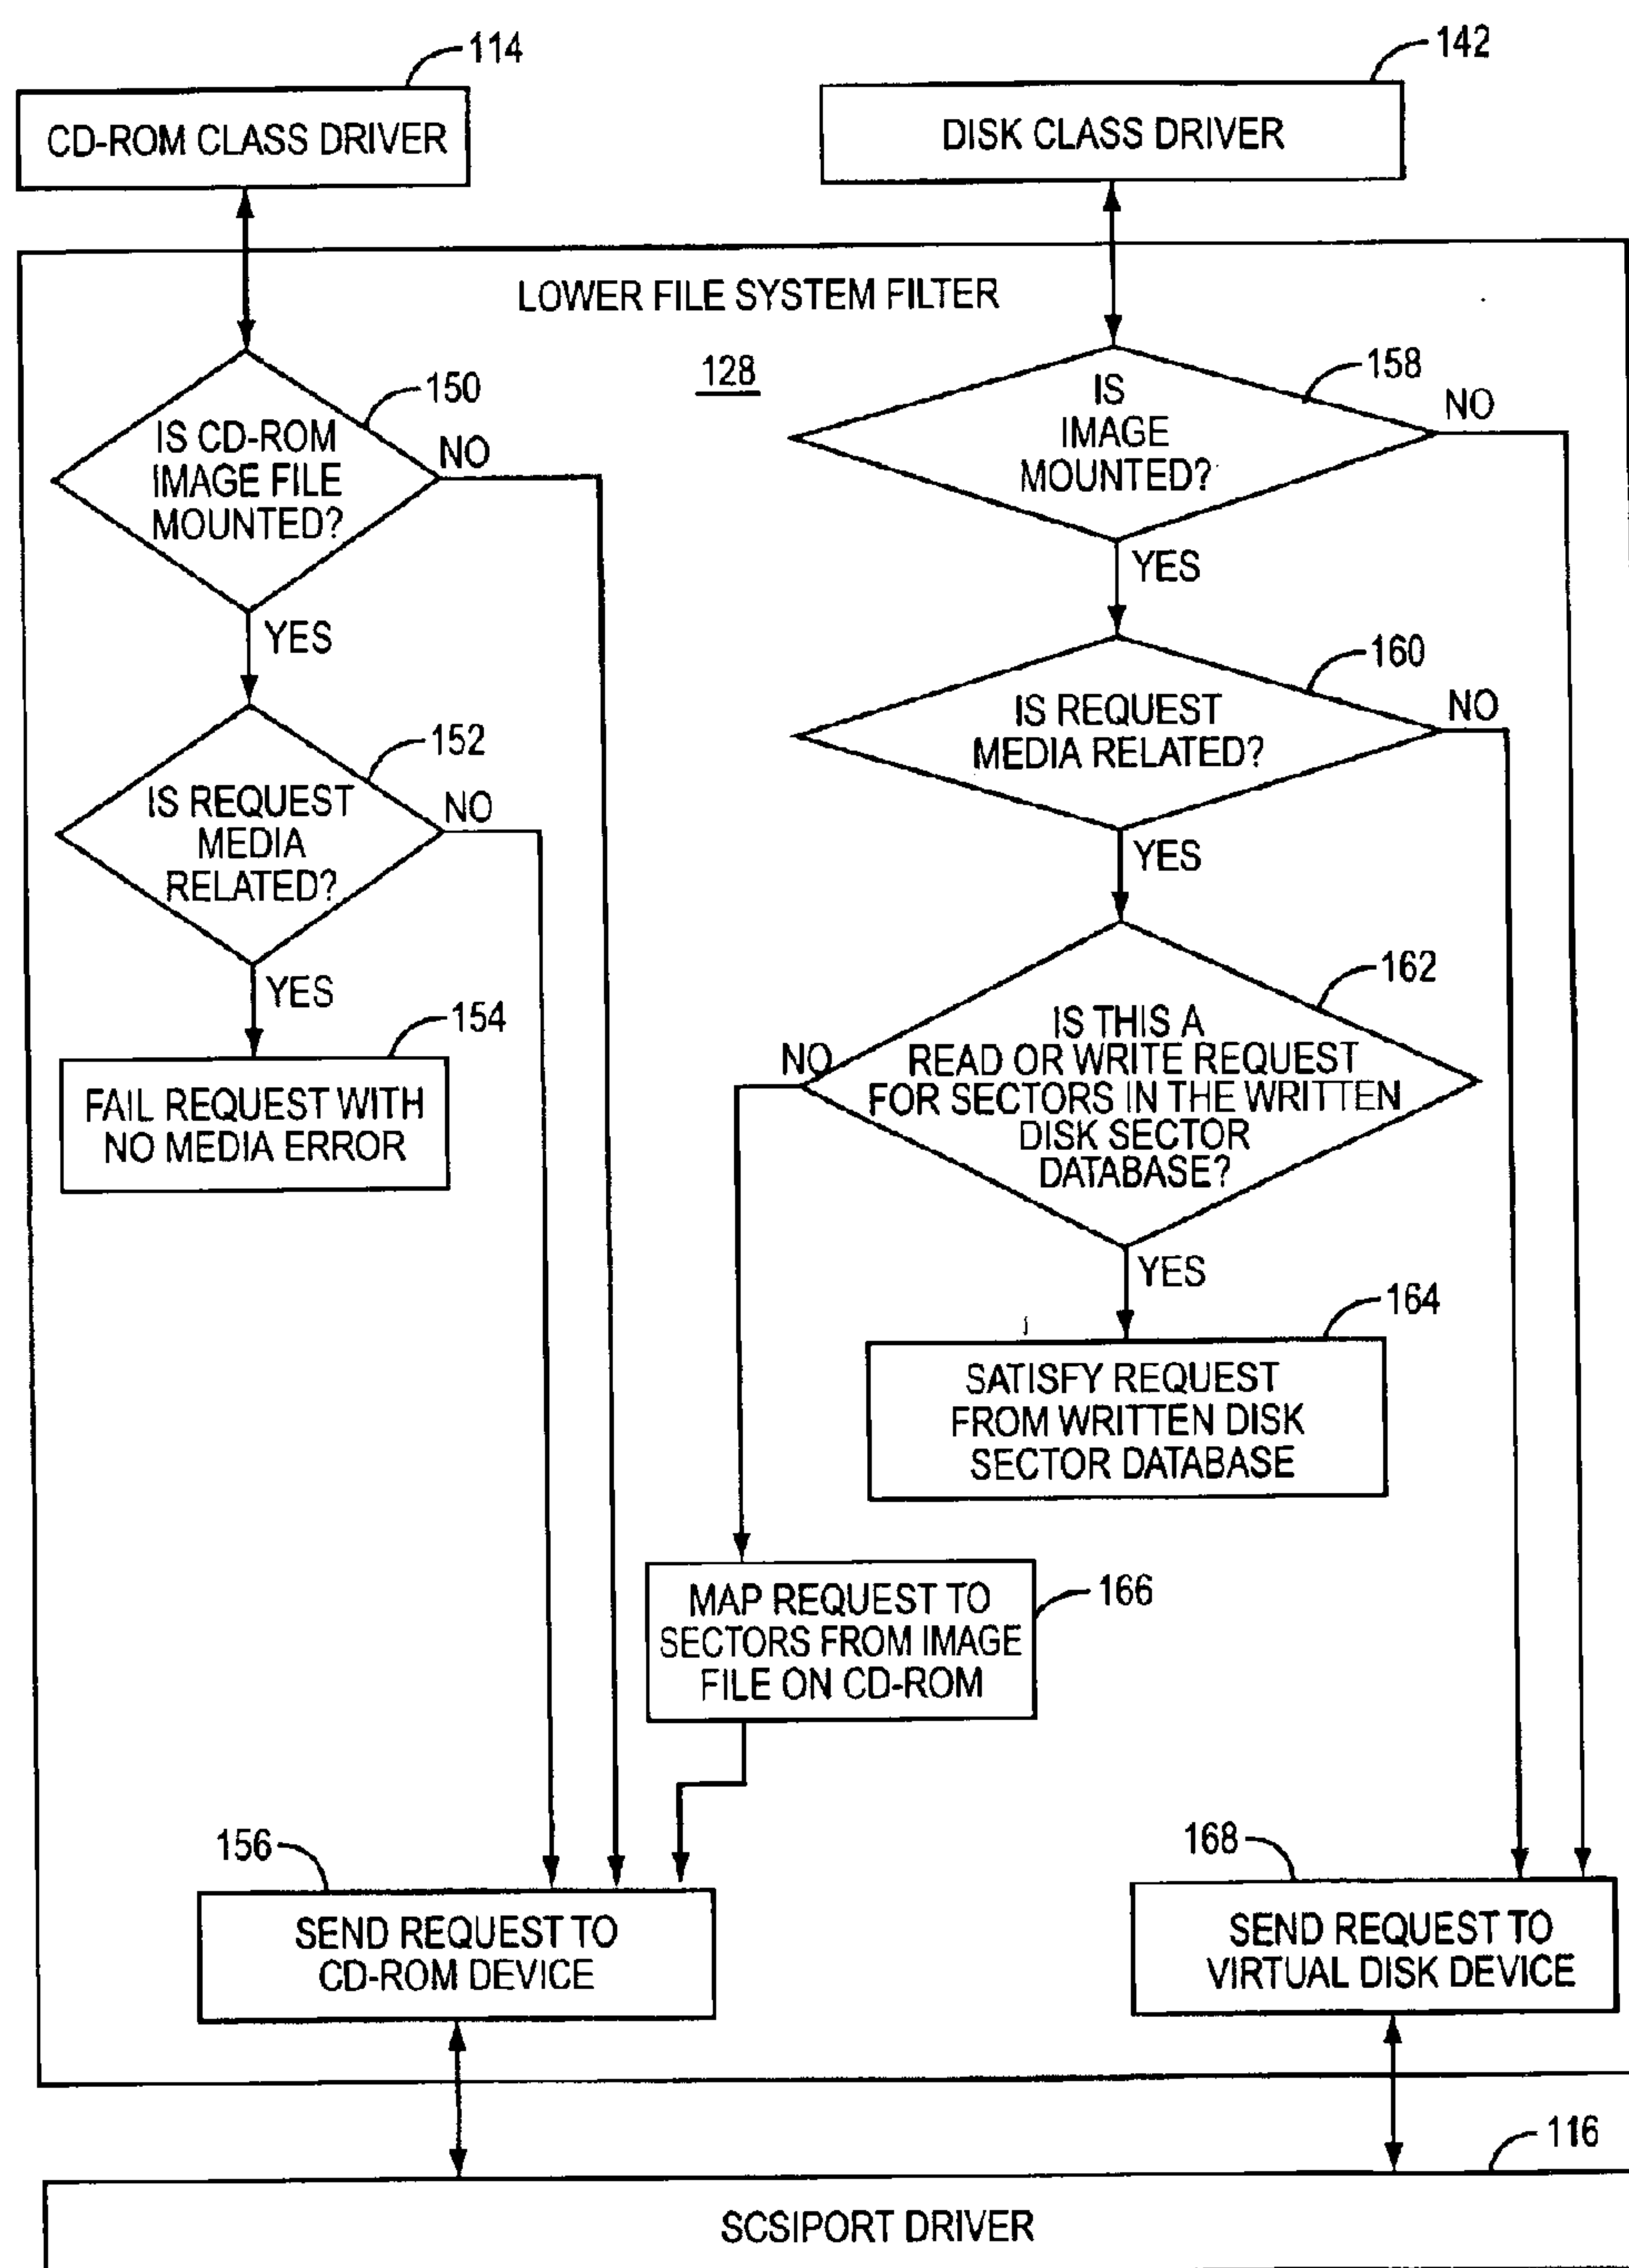 114
CD-ROM CLASS DRIVER
142
DISK CLASS DRIVER
LOWER FILE SYSTEM FILTER
128
150
IS CD-ROM
IMAGE FILE
MOUNTED?
NO
YES
152
IS REQUEST
MEDIA
RELATED?
NO
YES
154
FAIL REQUEST WITH
NO MEDIA ERROR
158
IS
IMAGE
MOUNTED?
NO
YES
160
IS REQUEST
MEDIA RELATED?
NO
YES
162
IS THIS A
READ OR WRITE REQUEST
FOR SECTORS IN THE WRITTEN
DISK SECTOR
DATABASE?
NO
YES
164
SATISFY REQUEST
FROM WRITTEN DISK
SECTOR DATABASE
166
MAP REQUEST TO
SECTORS FROM IMAGE
FILE ON CD-ROM
156
SEND REQUEST TO
CD-ROM DEVICE
168
SEND REQUEST TO
VIRTUAL DISK DEVICE
116
SCSIPORT DRIVER